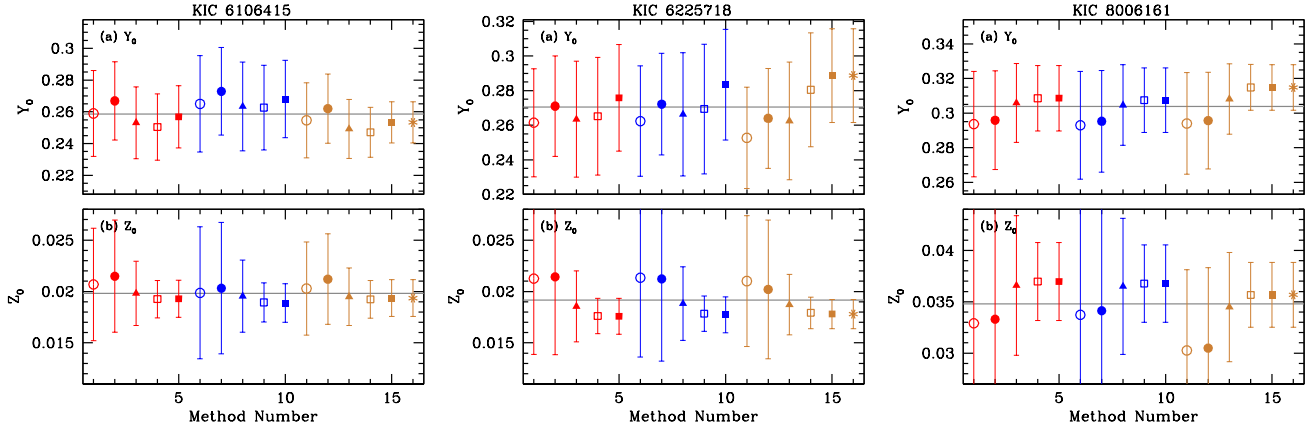 KIC 6106415
(a) Y₀
0.3
0.28
0.26
0.24
0.22
Y₀
(b) Z₀
0.025
0.02
0.015
Z₀
5 10 15
Method Number
KIC 6225718
(a) Y₀
0.32
0.3
0.28
0.26
0.24
0.22
Y₀
(b) Z₀
0.025
0.02
0.015
Z₀
5 10 15
Method Number
KIC 8006161
(a) Y₀
0.34
0.32
0.3
0.28
0.26
Y₀
(b) Z₀
0.04
0.035
0.03
Z₀
5 10 15
Method Number